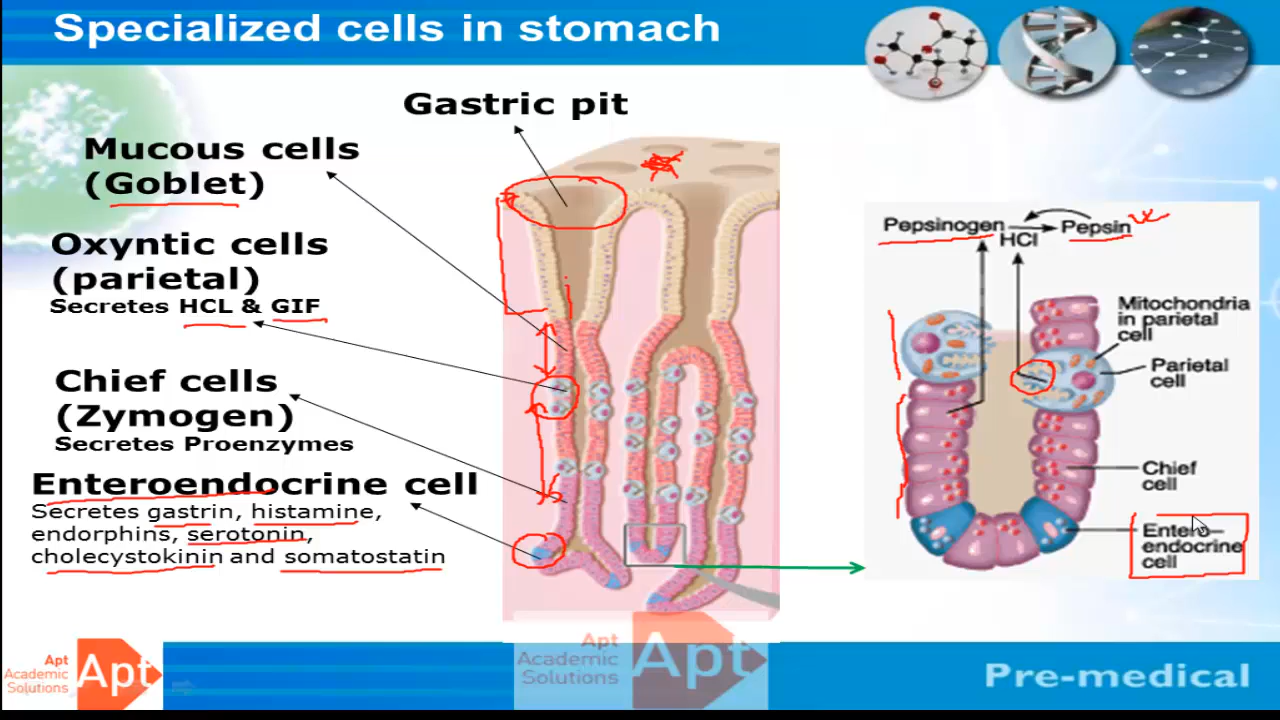 Specialized cells in stomach
Gastric pit
Mucous cells
(Goblet)
Oxyntic cells
(parietal)
Secretes HCL & GIF
Chief cells
(Zymogen)
Secretes Proenzymes
Enteroendocrine cell
Secretes gastrin, histamine,
endorphins, serotonin,
cholecystokinin and somatostatin
Pepsinogen
Pepsin
HCl
Mitochondria
in parietal
cell
Parietal
cell
Chief
cell
Entero-
endocrine
cell
Apt
Academic
Solutions
Apt
Apt
Academic
Solutions
Apt
Pre-medical